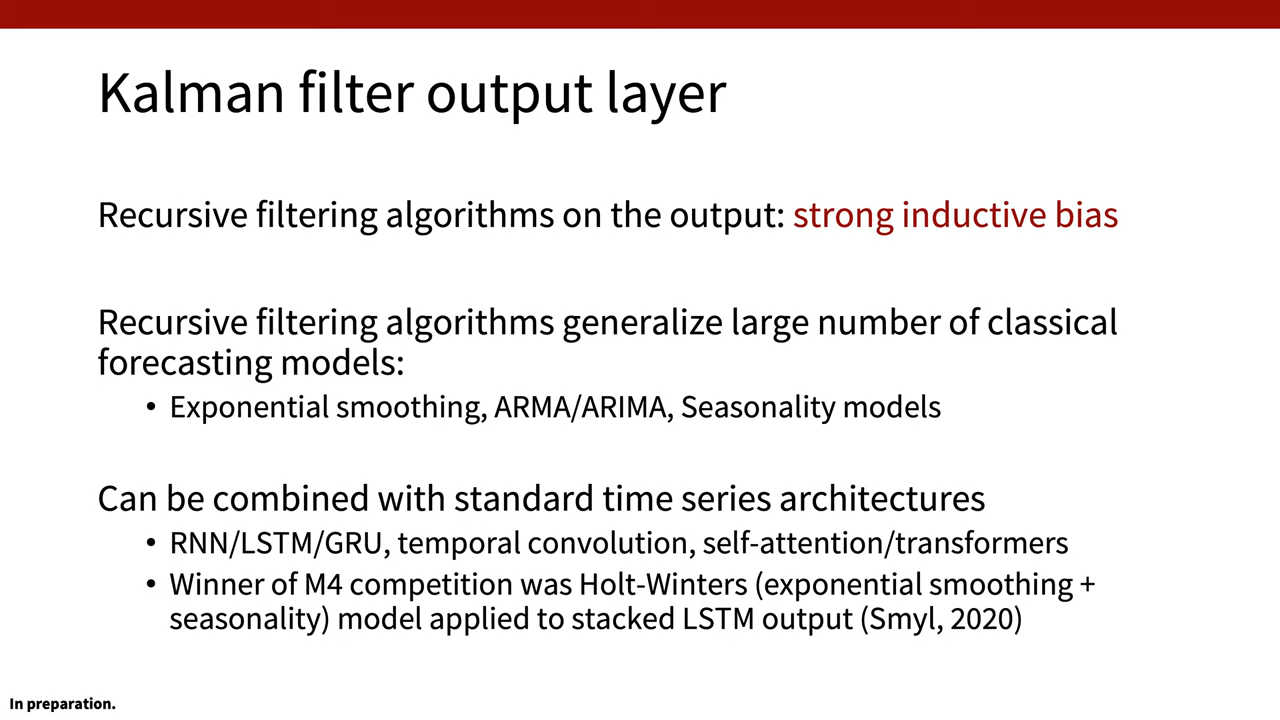 Kalman filter output layer
Recursive filtering algorithms on the output: strong inductive bias
Recursive filtering algorithms generalize large number of classical
forecasting models:
• Exponential smoothing, ARMA/ARIMA, Seasonality models
Can be combined with standard time series architectures
• RNN/LSTM/GRU, temporal convolution, self-attention/transformers
• Winner of M4 competition was Holt-Winters (exponential smoothing +
seasonality) model applied to stacked LSTM output (Smyl, 2020)
In preparation.